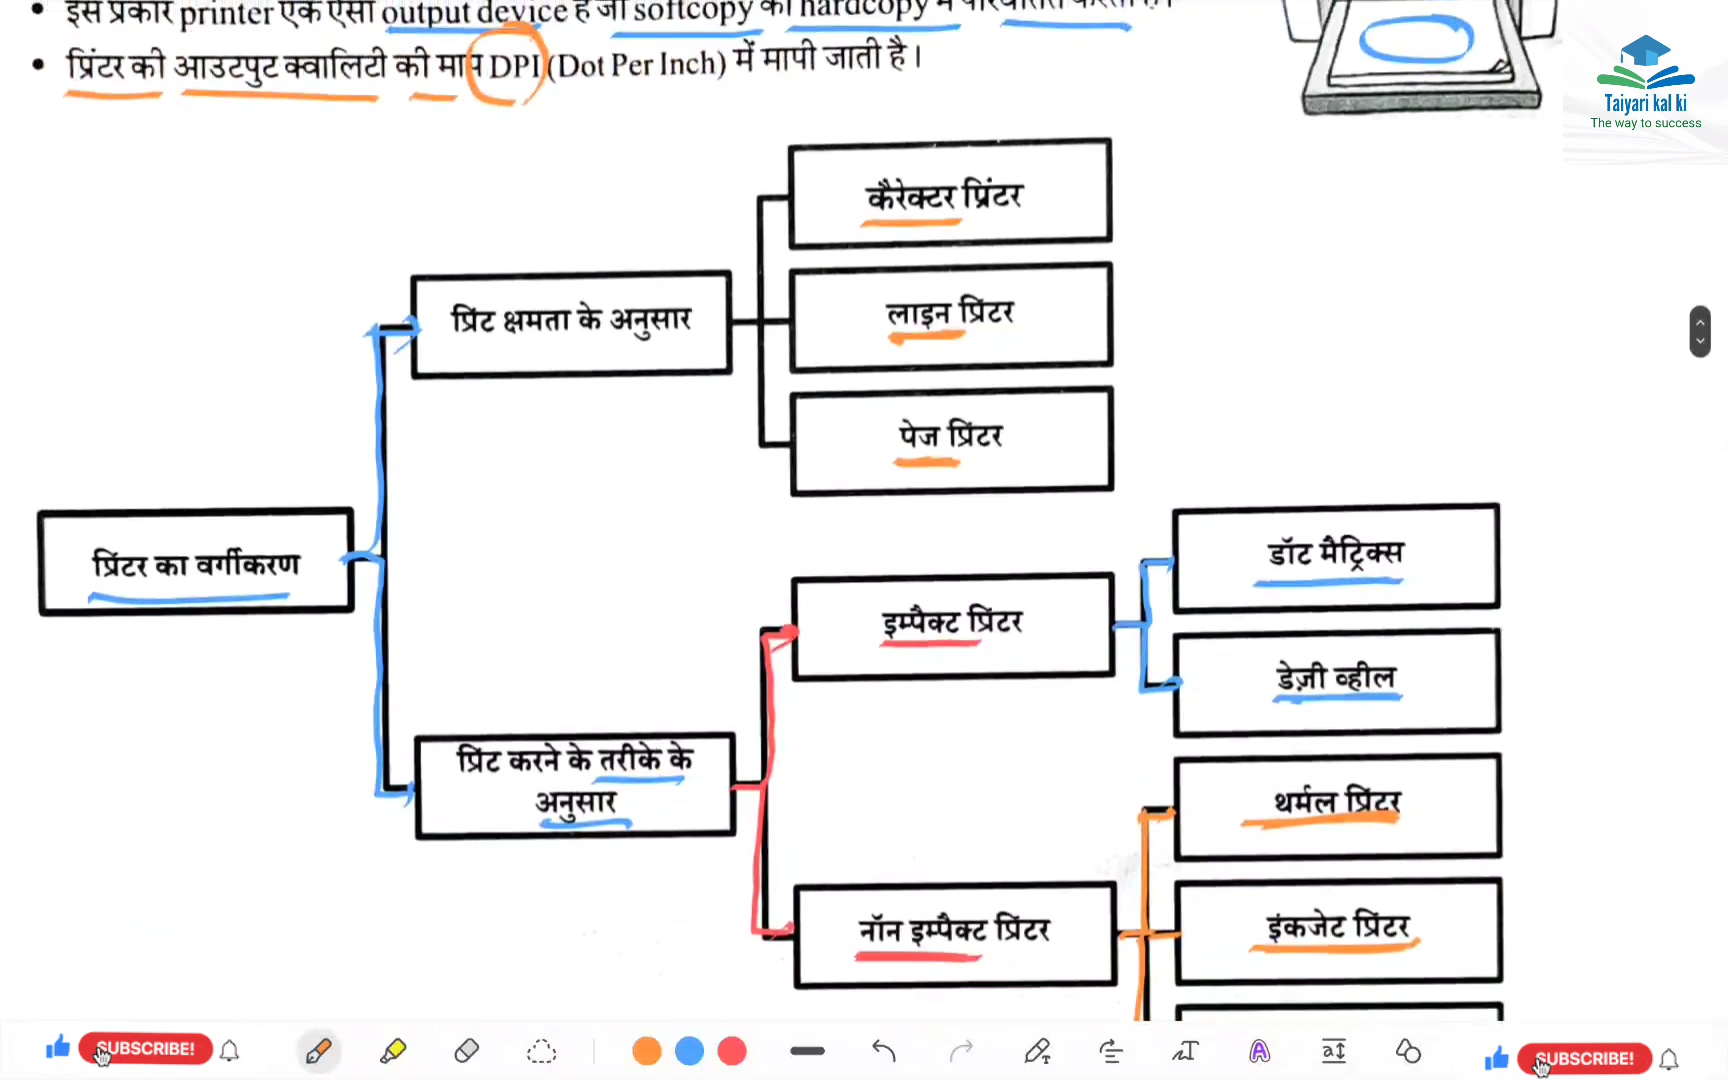 इस प्रकार printer एक ऐसा output device है जो softcopy को hardcopy में परिवर्तित करता है।
• प्रिंटर की आउटपुट क्वालिटी की माप DPI (Dot Per Inch) में मापी जाती है।
Taiyari kal ki
The way to success
कैरेक्टर प्रिंटर
प्रिंट क्षमता के अनुसार
लाइन प्रिंटर
पेज प्रिंटर
प्रिंटर का वर्गीकरण
डॉट मैट्रिक्स
इम्पैक्ट प्रिंटर
डेज़ी व्हील
प्रिंट करने के तरीके के
अनुसार
थर्मल प्रिंटर
नॉन इम्पैक्ट प्रिंटर
इंकजेट प्रिंटर
SUBSCRIBE!
SUBSCRIBE!